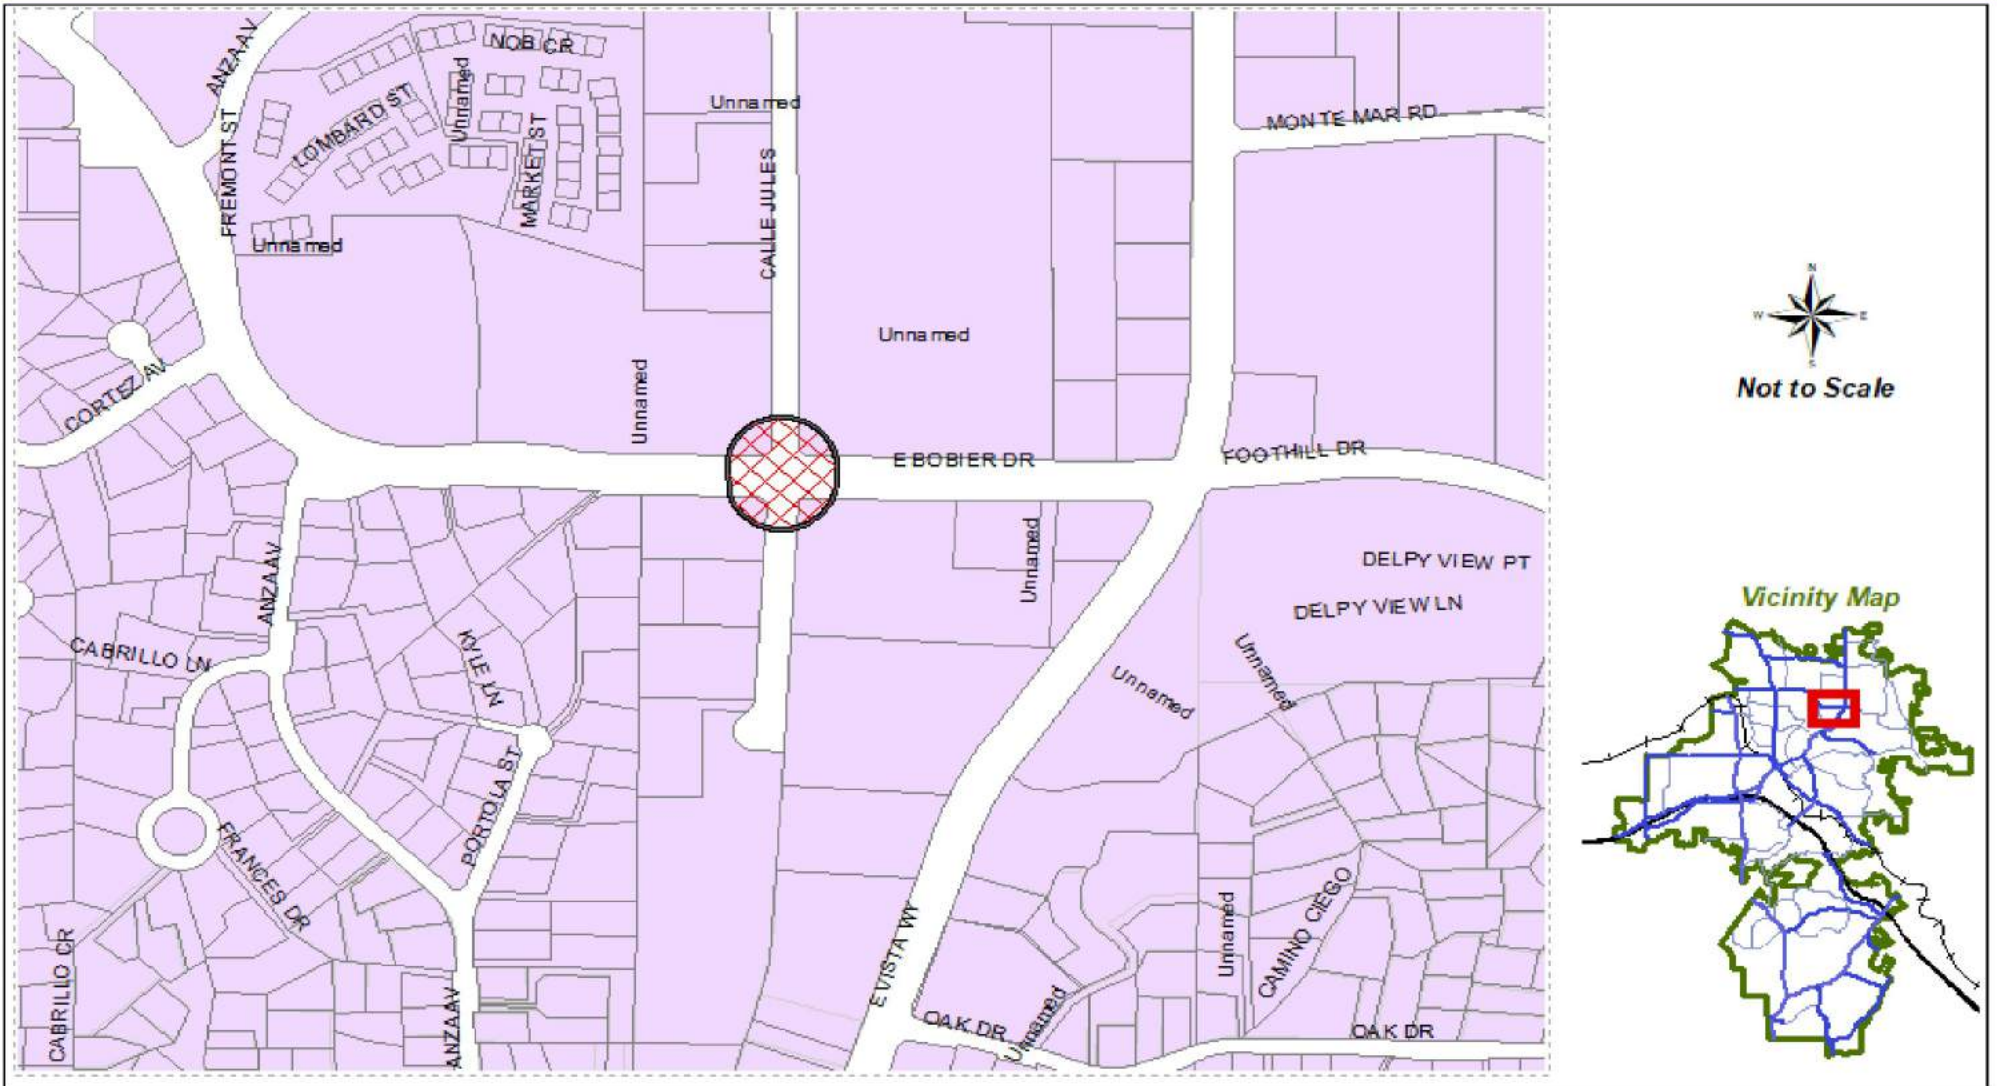 NOB CR
ANZA AV
Unnamed
LOMBARD ST
Unnamed
MONTE MAR RD
FREMONT ST
MARKET ST
CALLE JULES
Unnamed
N
W
E
S
Unnamed
Not to Scale
CORTEZ AV
Unnamed
E BOBIER DR
FOOTHILL DR
ANZA AV
Unnamed
DELPY VIEW PT
DELPY VIEW LN
Vicinity Map
CABRILLO LN
KYLE LN
Unnamed
Unnamed
PORTOLA ST
FRANCES DR
E VISTA WY
Unnamed
CAMINO CIEGO
CABRILLO CR
ANZA AV
OAK DR
Unnamed
OAK DR